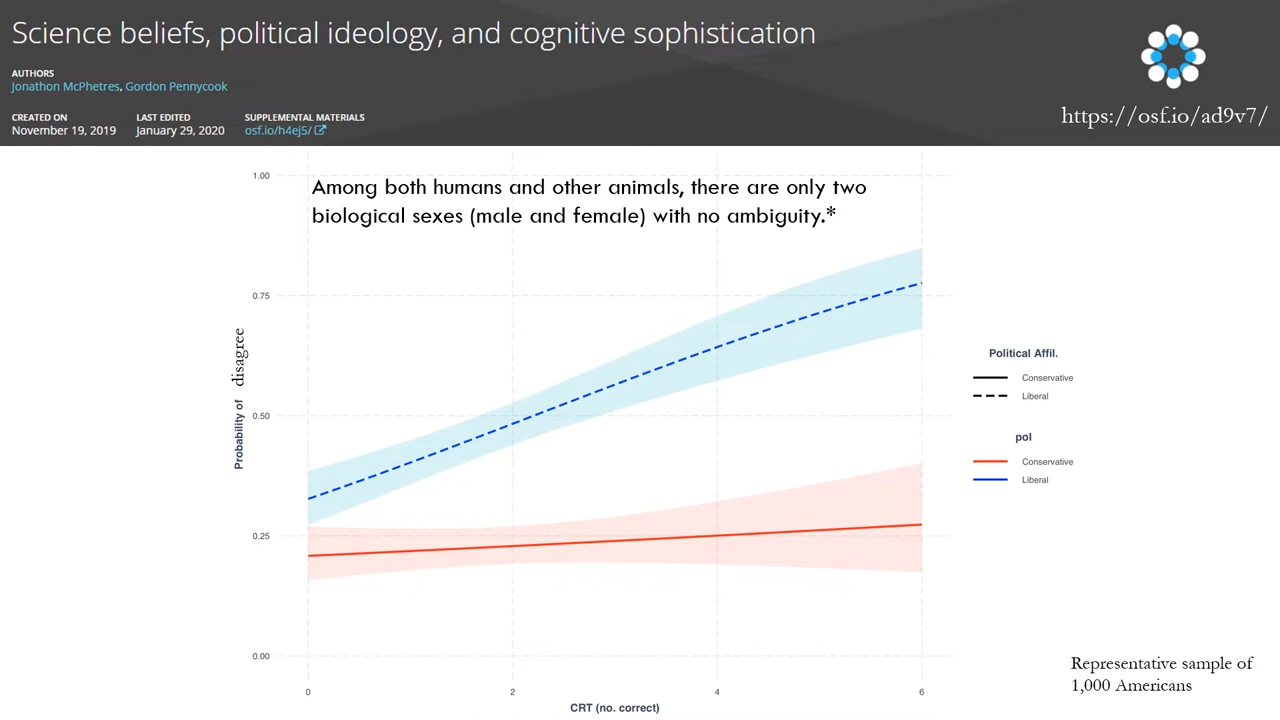 Science beliefs, political ideology, and cognitive sophistication
AUTHORS
Jonathon McPhetres, Gordon Pennycook
CREATED ON
November 19, 2019
LAST EDITED
January 29, 2020
SUPPLEMENTAL MATERIALS
osf.io/h4ej5/
https://osf.io/ad9v7/
Among both humans and other animals, there are only two
biological sexes (male and female) with no ambiguity.*
1.00
0.75
0.50
0.25
0.00
Probability of disagree
0
2
4
6
CRT (no. correct)
Political Affil.
Conservative
Liberal
pol
Conservative
Liberal
Representative sample of
1,000 Americans